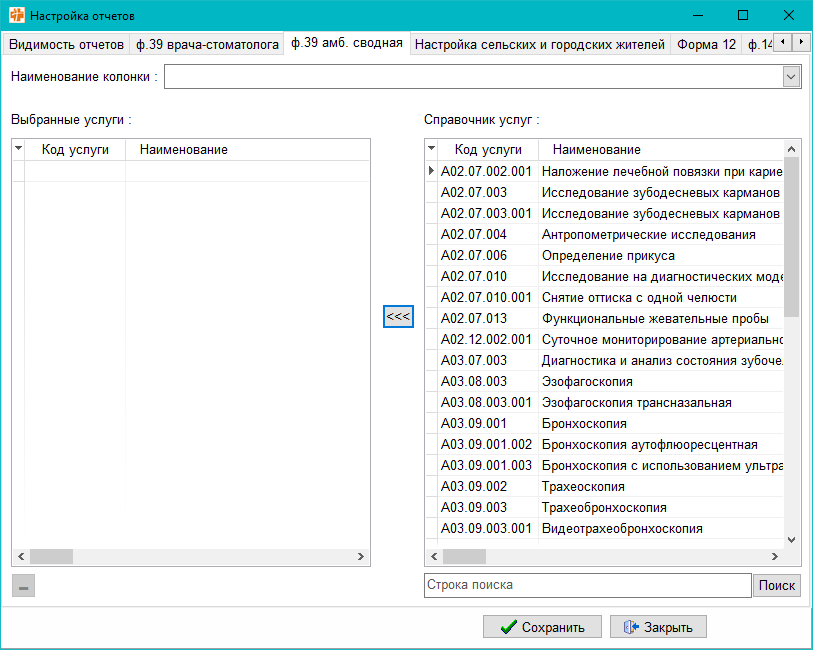 Настройка отчетов
Видимость отчетов ф.39 врача-стоматолога ф.39 амб. сводная Настройка сельских и городских жителей Форма 12 ф.14
Наименование колонки :
Выбранные услуги :
Код услуги Наименование
<<<
Справочник услуг :
Код услуги Наименование
A02.07.002.001 Наложение лечебной повязки при карие
A02.07.003 Исследование зубодесневых карманов
A02.07.003.001 Исследование зубодесневых карманов
A02.07.004 Антропометрические исследования
A02.07.006 Определение прикуса
A02.07.010 Исследование на диагностических моде
A02.07.010.001 Снятие оттиска с одной челюсти
A02.07.013 Функциональные жевательные пробы
A02.12.002.001 Суточное мониторирование артериально
A03.07.003 Диагностика и анализ состояния зубоче
A03.08.003 Эзофагоскопия
A03.08.003.001 Эзофагоскопия трансназальная
A03.09.001 Бронхоскопия
A03.09.001.002 Бронхоскопия аутофлюоресцентная
A03.09.001.003 Бронхоскопия с использованием ультра
A03.09.002 Трахеоскопия
A03.09.003 Трахеобронхоскопия
A03.09.003.001 Видеотрахеобронхоскопия
Строка поиска Поиск
Сохранить Закрыть